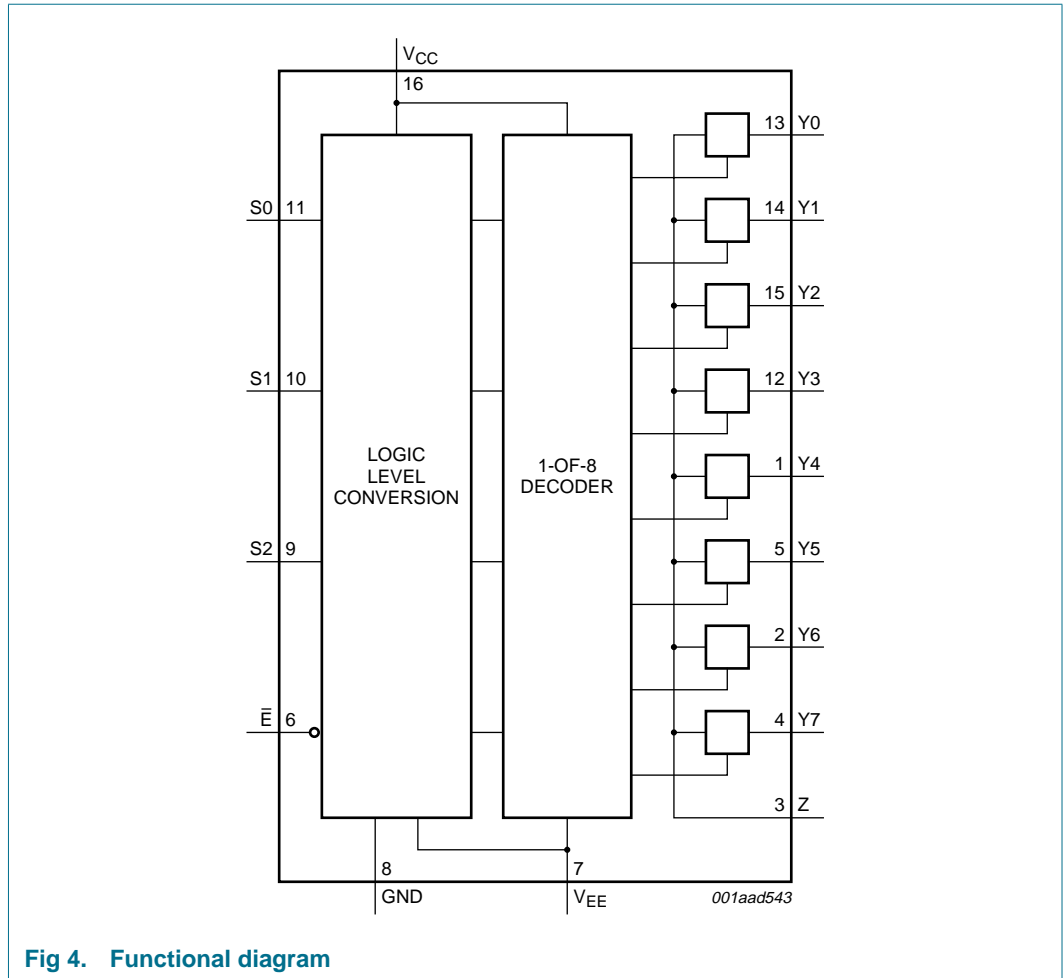 VCC
16
13 Y0
S0 11
14 Y1
15 Y2
S1 10
12 Y3
LOGIC
LEVEL
CONVERSION
1-OF-8
DECODER
1 Y4
S2 9
5 Y5
2 Y6
E̅ 6
4 Y7
3 Z
8
GND
7
VEE
001aad543
Fig 4. Functional diagram